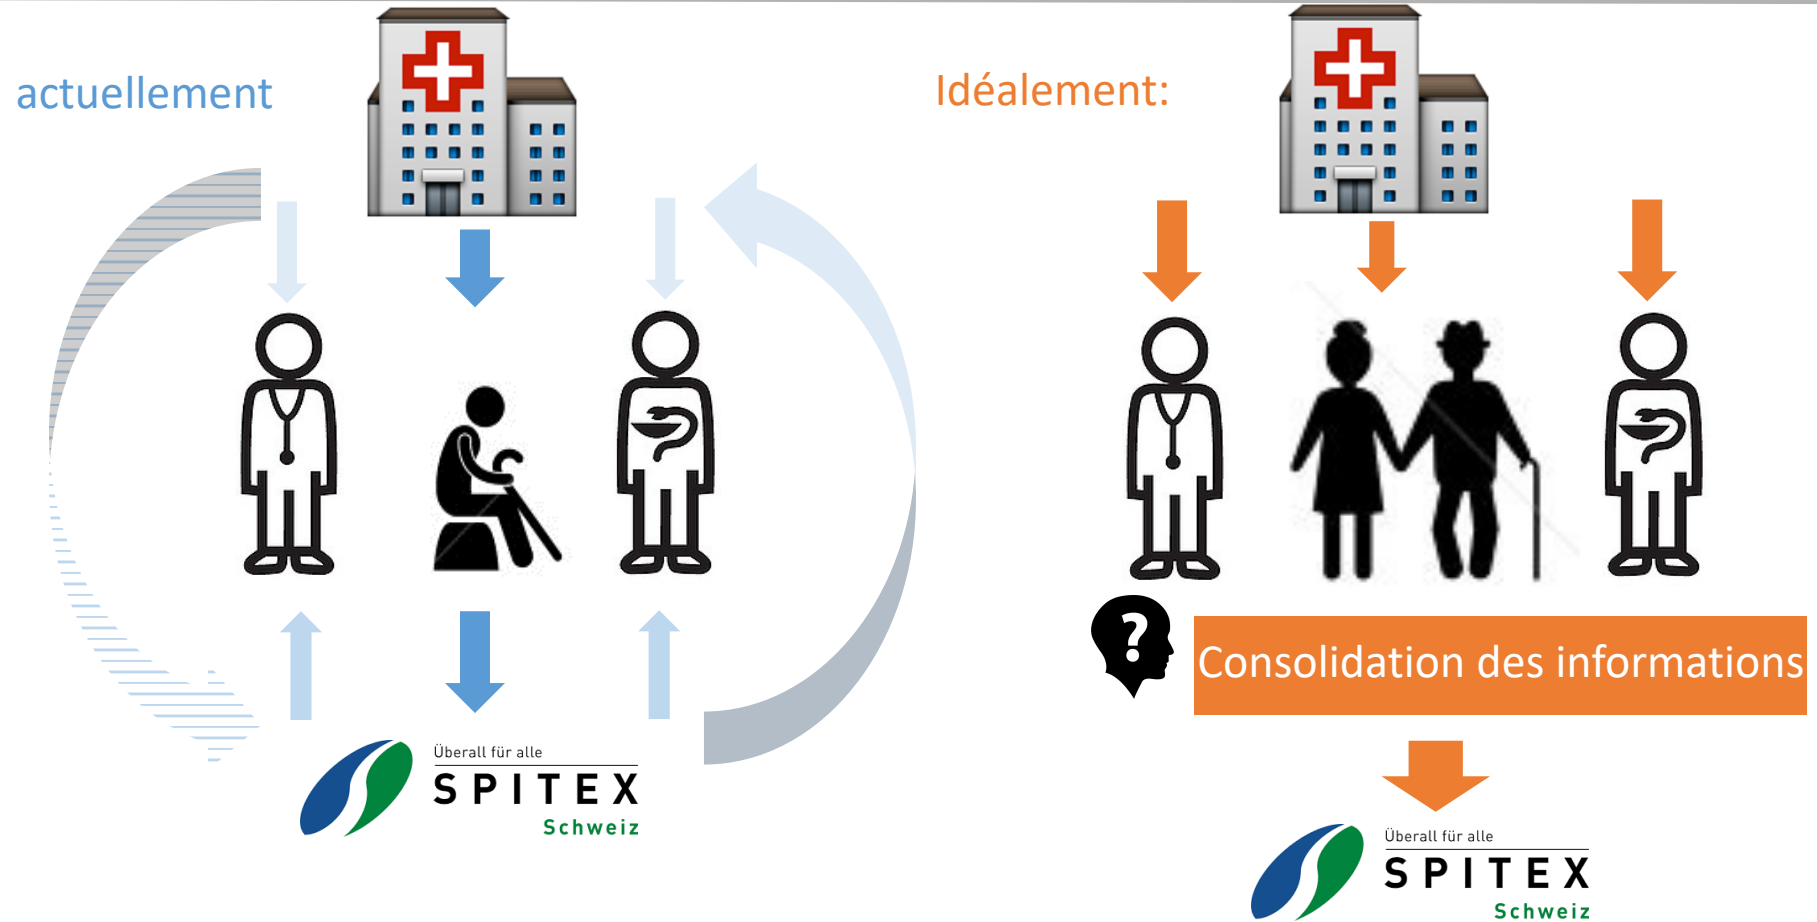 actuellement
Idéalement:
?
Consolidation des informations
Überall für alle
SPITEX
Schweiz
Überall für alle
SPITEX
Schweiz